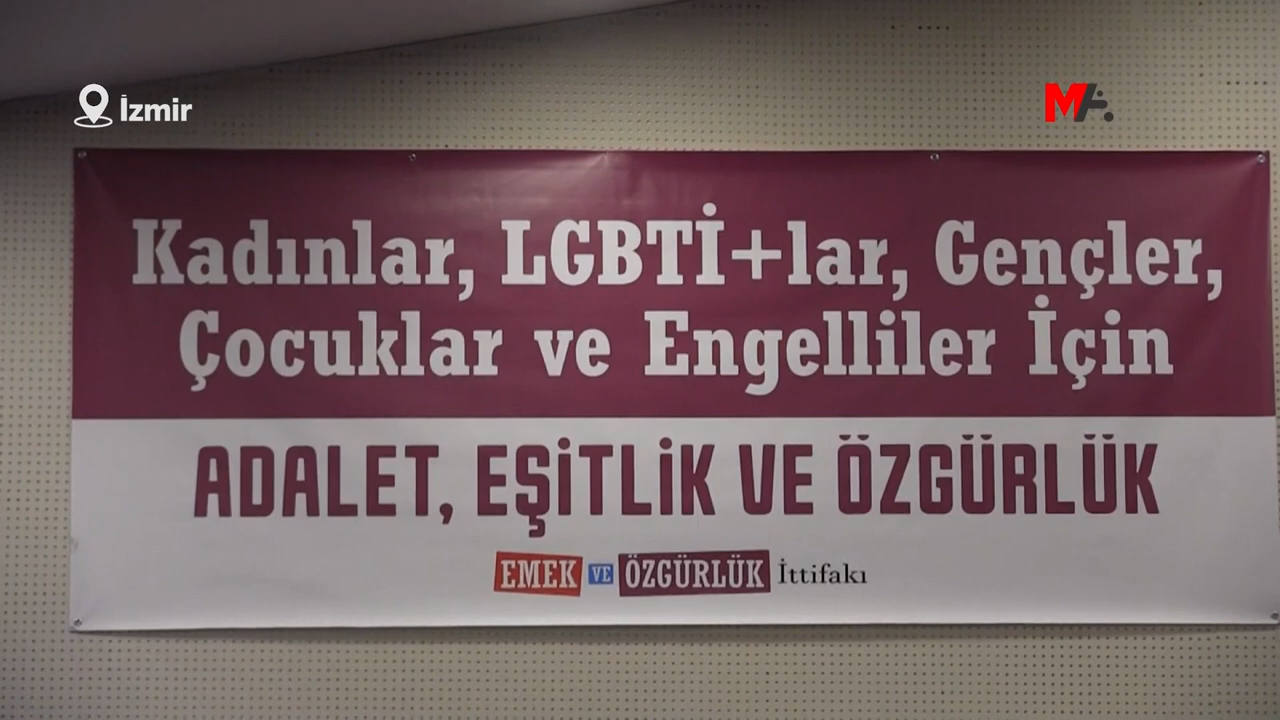 İzmir
MA
Kadınlar, LGBTİ+lar, Gençler,
Çocuklar ve Engelliler İçin
ADALET, EŞİTLİK VE ÖZGÜRLÜK
EMEK VE ÖZGÜRLÜK İttifakı